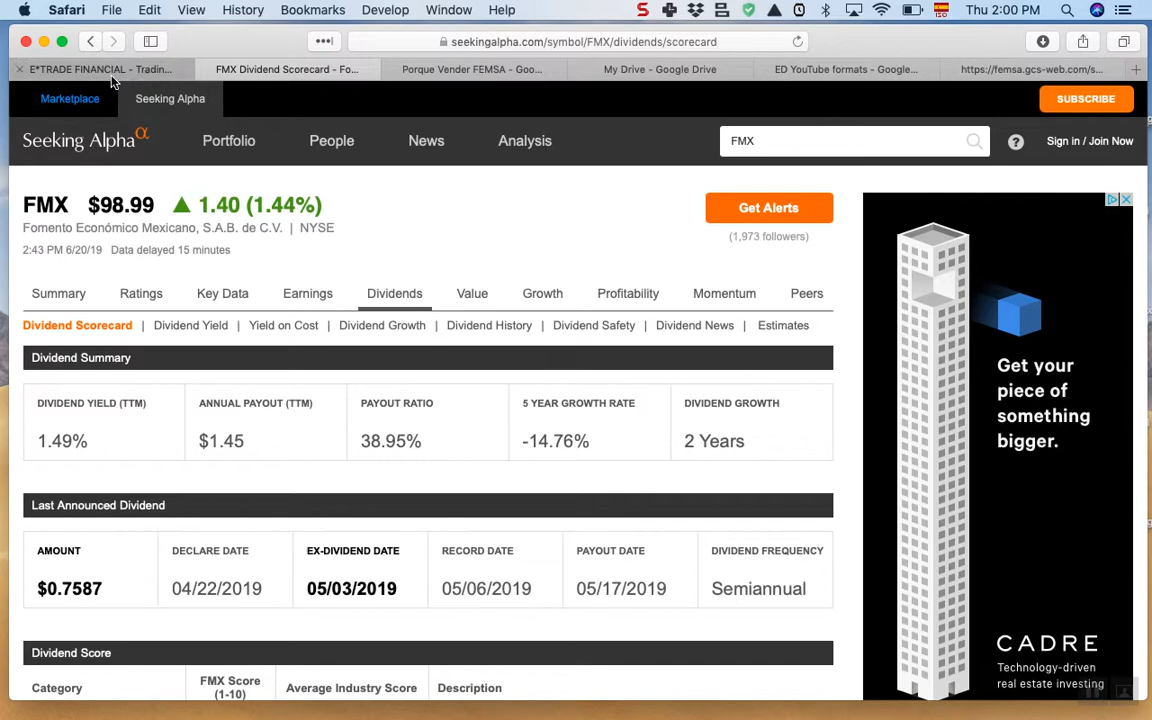 Safari File Edit View History Bookmarks Develop Window Help Thu 2:00 PM
seekingalpha.com/symbol/FMX/dividends/scorecard
E*TRADE FINANCIAL - Tradin... FMX Dividend Scorecard - Fo... Porque Vender FEMSA - Goo... My Drive - Google Drive ED YouTube formats - Google... https://femsa.gcs-web.com/s...
Marketplace Seeking Alpha SUBSCRIBE
Seeking Alpha α Portfolio People News Analysis FMX ? Sign in / Join Now
FMX $98.99 ▲ 1.40 (1.44%)
Get Alerts
Fomento Económico Mexicano, S.A.B. de C.V. | NYSE
(1,973 followers)
2:43 PM 6/20/19 Data delayed 15 minutes
Summary Ratings Key Data Earnings Dividends Value Growth Profitability Momentum Peers
Dividend Scorecard | Dividend Yield | Yield on Cost | Dividend Growth | Dividend History | Dividend Safety | Dividend News | Estimates
Dividend Summary
DIVIDEND YIELD (TTM) ANNUAL PAYOUT (TTM) PAYOUT RATIO 5 YEAR GROWTH RATE DIVIDEND GROWTH
1.49% $1.45 38.95% -14.76% 2 Years
Last Announced Dividend
AMOUNT DECLARE DATE EX-DIVIDEND DATE RECORD DATE PAYOUT DATE DIVIDEND FREQUENCY
$0.7587 04/22/2019 05/03/2019 05/06/2019 05/17/2019 Semiannual
Dividend Score
Category FMX Score (1-10) Average Industry Score Description
Get your
piece of
something
bigger.
CADRE
Technology-driven
real estate investing